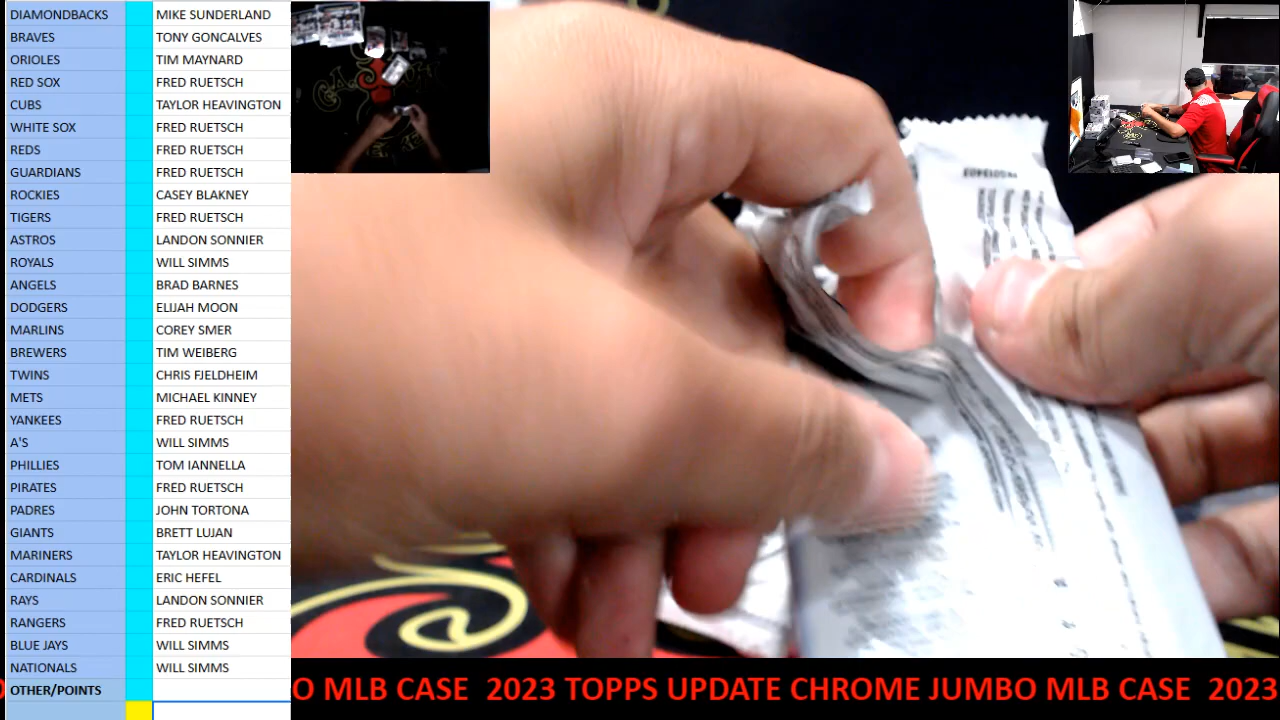 DIAMONDBACKS MIKE SUNDERLAND
BRAVES TONY GONCALVES
ORIOLES TIM MAYNARD
RED SOX FRED RUETSCH
CUBS TAYLOR HEAVINGTON
WHITE SOX FRED RUETSCH
REDS FRED RUETSCH
GUARDIANS FRED RUETSCH
ROCKIES CASEY BLAKNEY
TIGERS FRED RUETSCH
ASTROS LANDON SONNIER
ROYALS WILL SIMMS
ANGELS BRAD BARNES
DODGERS ELIJAH MOON
MARLINS COREY SMER
BREWERS TIM WEIBERG
TWINS CHRIS FJELDHEIM
METS MICHAEL KINNEY
YANKEES FRED RUETSCH
A'S WILL SIMMS
PHILLIES TOM IANNELLA
PIRATES FRED RUETSCH
PADRES JOHN TORTONA
GIANTS BRETT LUJAN
MARINERS TAYLOR HEAVINGTON
CARDINALS ERIC HEFEL
RAYS LANDON SONNIER
RANGERS FRED RUETSCH
BLUE JAYS WILL SIMMS
NATIONALS WILL SIMMS
OTHER/POINTS
O MLB CASE 2023 TOPPS UPDATE CHROME JUMBO MLB CASE 2023